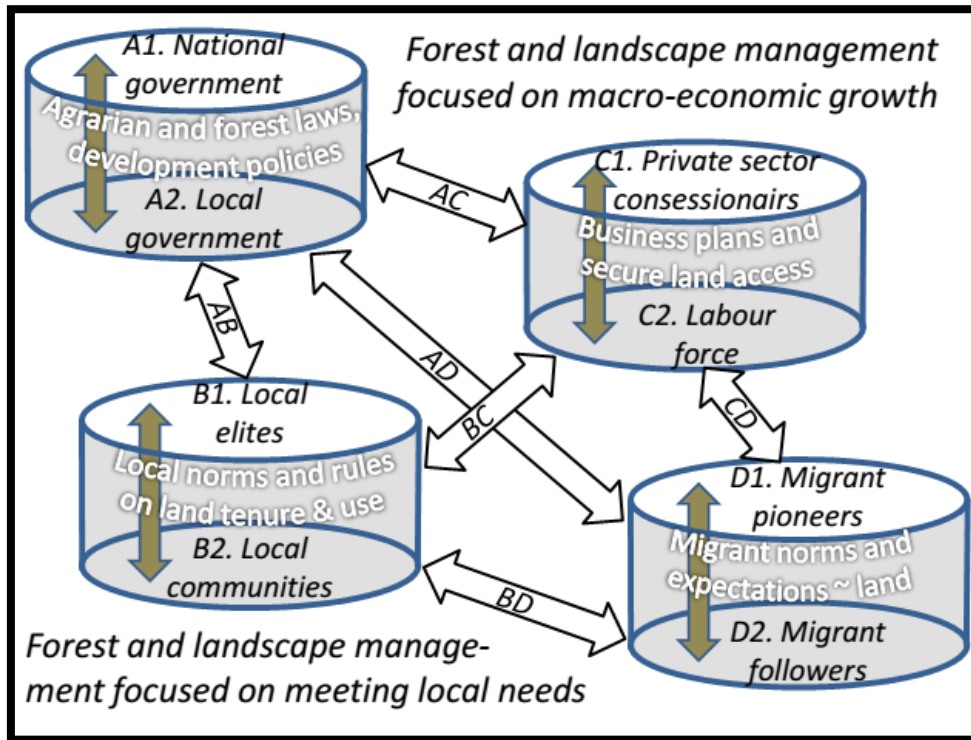 A1. National
government
Agrarian and forest laws,
development policies
A2. Local
government
Forest and landscape management
focused on macro-economic growth
AC
C1. Private sector
consessionairs
Business plans and
secure land access
C2. Labour
force
AB
AD
BC
CD
B1. Local
elites
Local norms and rules
on land tenure & use
B2. Local
communities
BD
D1. Migrant
pioneers
Migrant norms and
expectations ~ land
D2. Migrant
followers
Forest and landscape manage-
ment focused on meeting local needs